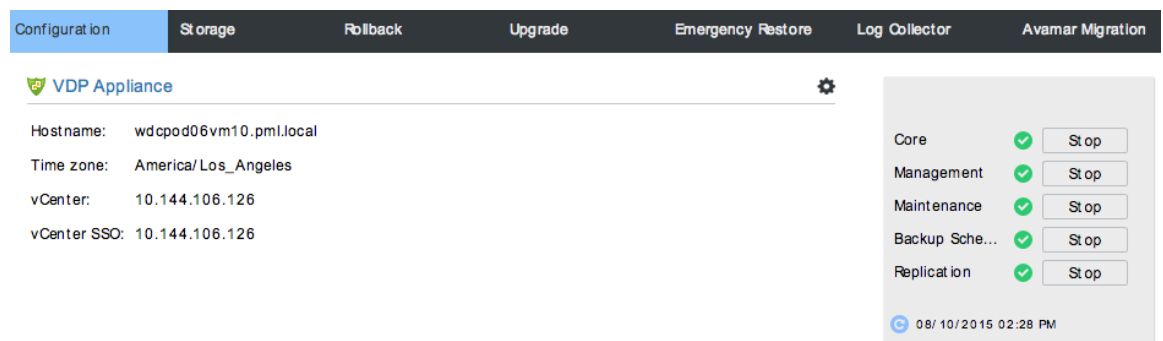 Configuration Storage Rollback Upgrade Emergency Restore Log Collector Avamar Migration
VDP Appliance
Hostname: wdcpod06vm10.pml.local
Time zone: America/Los_Angeles
vCenter: 10.144.106.126
vCenter SSO: 10.144.106.126
Core Stop
Management Stop
Maintenance Stop
Backup Sche... Stop
Replication Stop
08/10/2015 02:28 PM